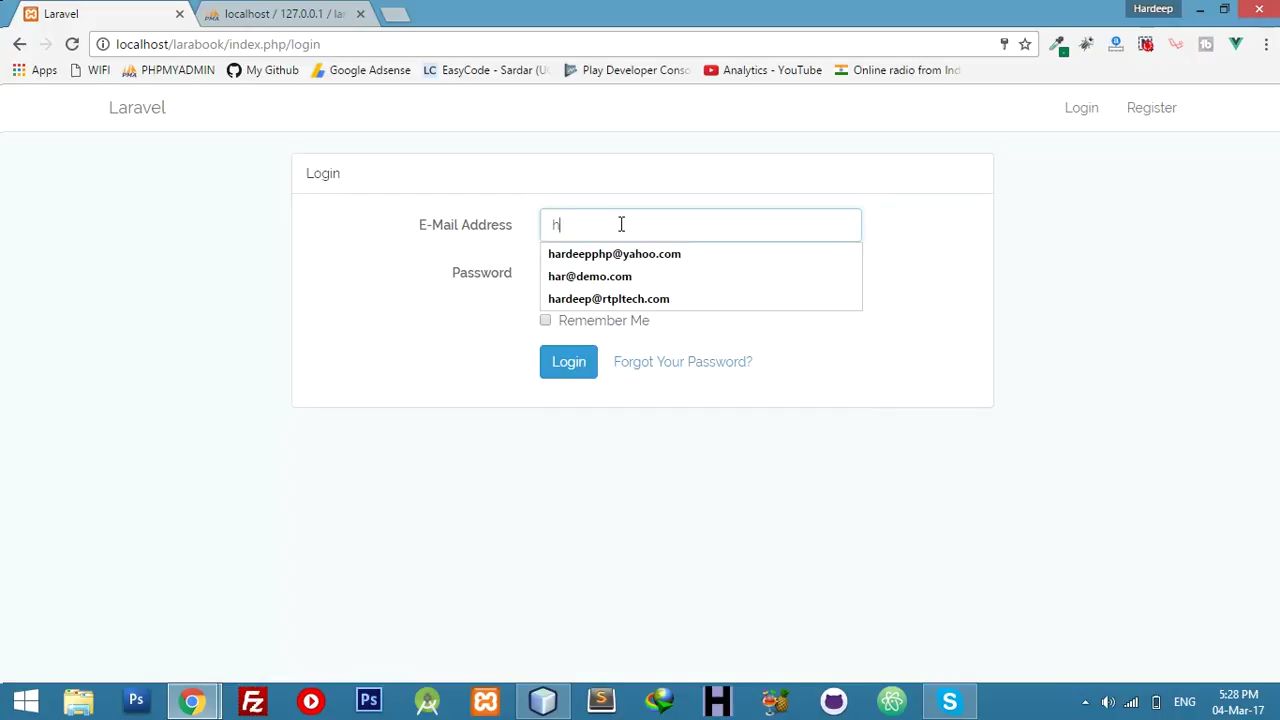 Laravel
localhost / 127.0.0.1 / lar
Hardeep
localhost/larabook/index.php/login
Apps
WIFI
PHPMYADMIN
My Github
Google Adsense
EasyCode - Sardar (U
Play Developer Conso
Analytics - YouTube
Online radio from Ind
Laravel
Login
Register
Login
E-Mail Address
h
hardeepphp@yahoo.com
har@demo.com
hardeep@rtpltech.com
Password
Remember Me
Login
Forgot Your Password?
ENG
5:28 PM
04-Mar-17